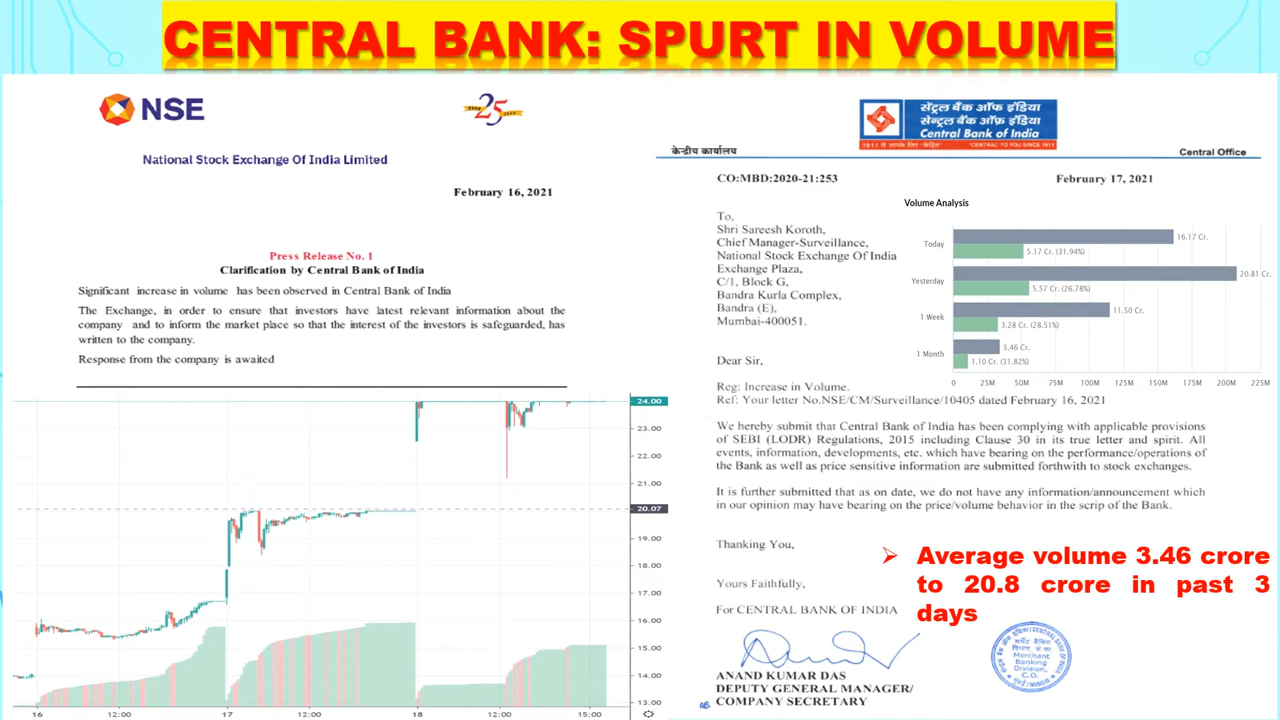 CENTRAL BANK: SPURT IN VOLUME
NSE
25
National Stock Exchange Of India Limited
February 16, 2021
Press Release No. 1
Clarification by Central Bank of India
Significant increase in volume has been observed in Central Bank of India
The Exchange, in order to ensure that investors have latest relevant information about the
company and to inform the market place so that the interest of the investors is safeguarded, has
written to the company.
Response from the company is awaited
24.00
23.00
22.00
21.00
20.07
19.00
18.00
17.00
16.00
15.00
14.00
13.00
16
12:00
17
12:00
18
12:00
15:00
सेंट्रल बैंक ऑफ इंडिया
सेन्ट्रल बैंक ऑफ़ इंडिया
Central Bank of India
1911 से आपके लिए "केंद्रित" "CENTRAL" TO YOU SINCE 1911
केन्द्रीय कार्यालय
Central Office
CO:MBD:2020-21:253
February 17, 2021
To,
Shri Sareesh Koroth,
Chief Manager-Surveillance,
National Stock Exchange Of India
Exchange Plaza,
C/1, Block G,
Bandra Kurla Complex,
Bandra (E),
Mumbai-400051.
Volume Analysis
Today
16.17 Cr.
5.17 Cr. (31.94%)
Yesterday
20.81 Cr.
5.57 Cr. (26.78%)
1 Week
11.50 Cr.
3.28 Cr. (28.51%)
1 Month
3.46 Cr.
1.10 Cr. (31.82%)
0 25M 50M 75M 100M 125M 150M 175M 200M 225M
Dear Sir,
Reg: Increase in Volume.
Ref: Your letter No.NSE/CM/Surveillance/10405 dated February 16, 2021
We hereby submit that Central Bank of India has been complying with applicable provisions
of SEBI (LODR) Regulations, 2015 including Clause 30 in its true letter and spirit. All
events, information, developments, etc. which have bearing on the performance/operations of
the Bank as well as price sensitive information are submitted forthwith to stock exchanges.
It is further submitted that as on date, we do not have any information/announcement which
in our opinion may have bearing on the price/volume behavior in the scrip of the Bank.
Thanking You,
Yours Faithfully,
For CENTRAL BANK OF INDIA
ANAND KUMAR DAS
DEPUTY GENERAL MANAGER/
COMPANY SECRETARY
Average volume 3.46 crore
to 20.8 crore in past 3
days
Merchant
Banking
Division,
C.O.